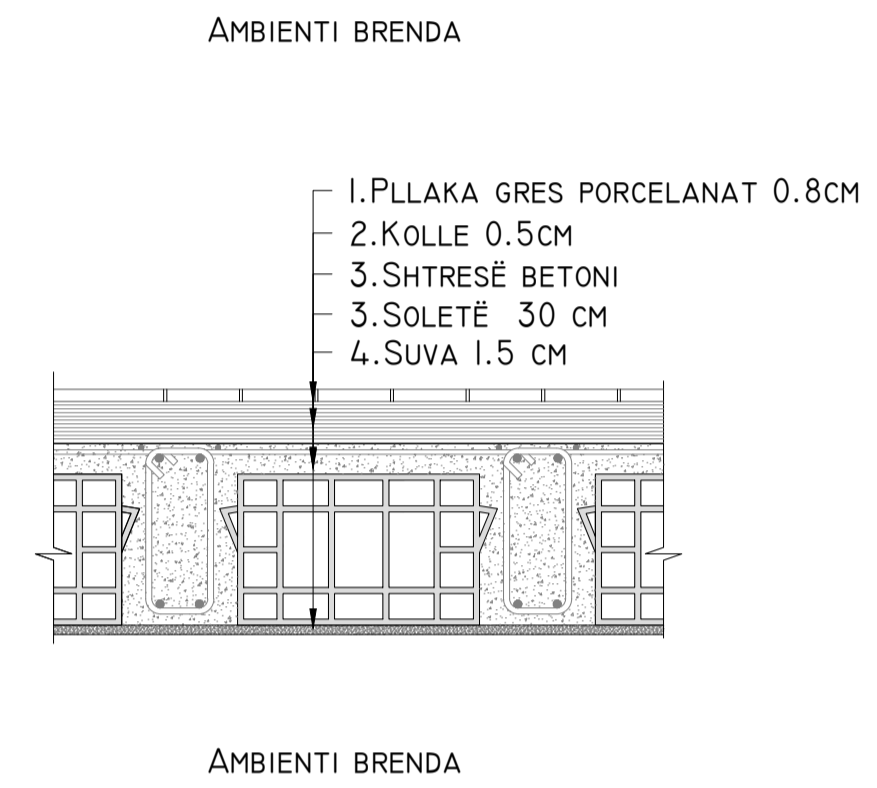 AMBIENTI BRENDA
1.PLLAKA GRES PORCELANAT 0.8CM
2.KOLLE 0.5CM
3.SHTRESË BETONI
3.SOLETË 30 CM
4.SUVA 1.5 CM
AMBIENTI BRENDA